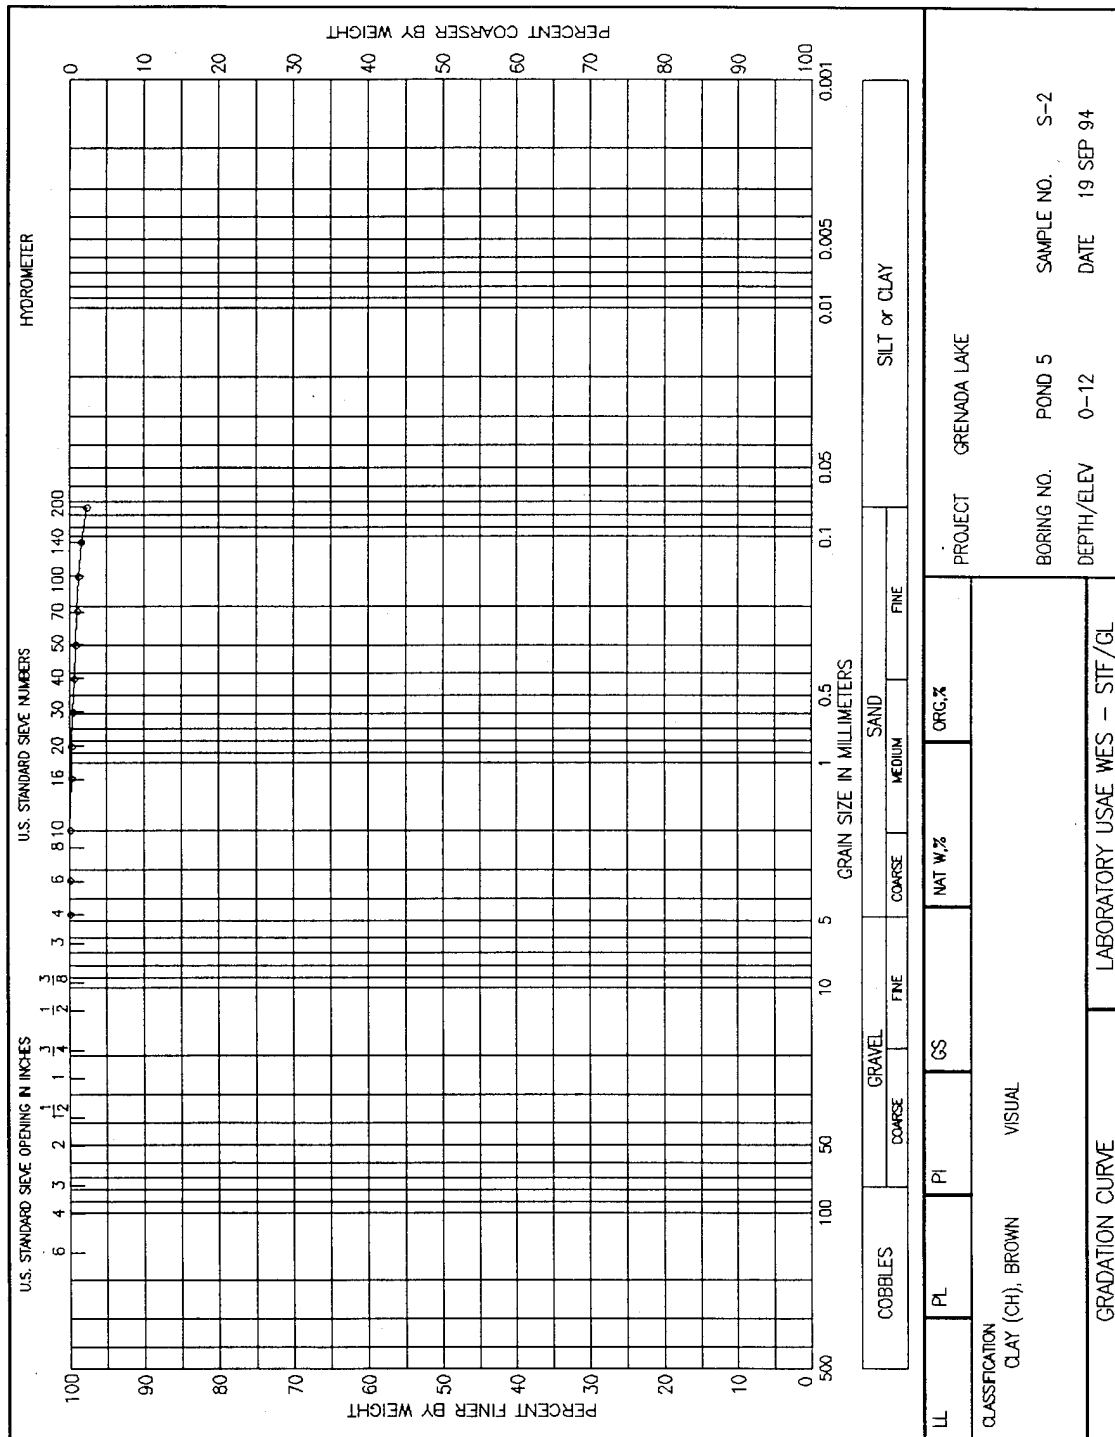 U.S. STANDARD SIEVE OPENING IN INCHES
U.S. STANDARD SIEVE NUMBERS
HYDROMETER
6 4 3 2 1 1/2 1 3/4 1/2 3/8 3 4 6 8 10 16 20 30 40 50 70 100 140 200
PERCENT FINER BY WEIGHT
100
90
80
70
60
50
40
30
20
10
0
PERCENT COARSER BY WEIGHT
0
10
20
30
40
50
60
70
80
90
100
500 100 50 10 5 1 0.5 0.1 0.05 0.01 0.005 0.001
GRAIN SIZE IN MILLIMETERS
COBBLES
GRAVEL
COARSE
FINE
SAND
COARSE
MEDIUM
FINE
SILT or CLAY
LL
PL
PI
GS
NAT W,%
ORG,%
CLASSIFICATION
CLAY (CH), BROWN VISUAL
PROJECT GRENADA LAKE
BORING NO. POND 5 SAMPLE NO. S-2
DEPTH/ELEV 0-12 DATE 19 SEP 94
GRADATION CURVE
LABORATORY USAE WES - STF/GL